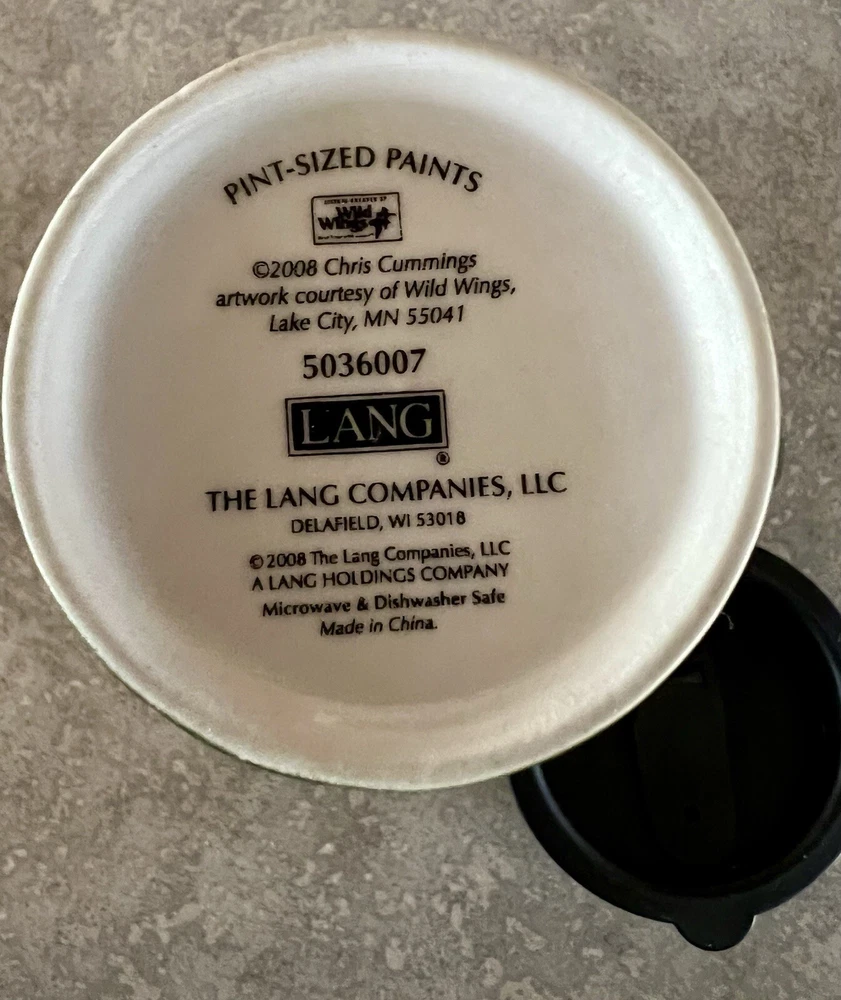 PINT-SIZED PAINTS
Wild
Wings
©2008 Chris Cummings
artwork courtesy of Wild Wings,
Lake City, MN 55041
5036007
LANG
®
THE LANG COMPANIES, LLC
DELAFIELD, WI 53018
©2008 The Lang Companies, LLC
A LANG HOLDINGS COMPANY
Microwave & Dishwasher Safe
Made in China.